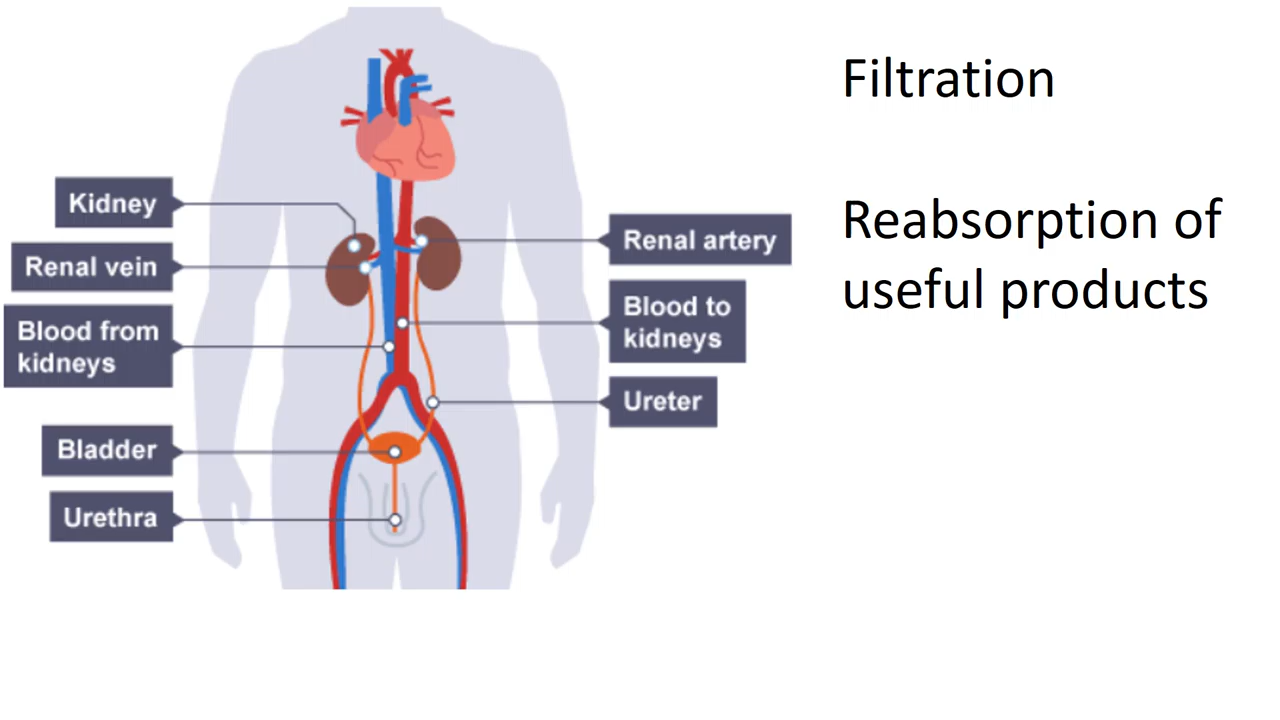 Filtration
Reabsorption of
useful products
Kidney
Renal vein
Blood from
kidneys
Bladder
Urethra
Renal artery
Blood to
kidneys
Ureter